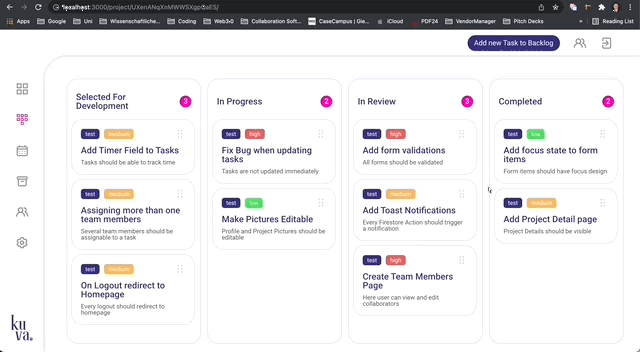 localhost:3000/project/UXenANqXnMWWSXgp
Apps Google Uni Wissenschaftliche... Coding Web3.0 Collaboration Soft... CaseCampus | Gie... iCloud PDF24 VendorManager Pitch Decks » Reading List
Add new Task to Backlog
Selected For
Development
3
test medium
Add Timer Field to Tasks
Tasks should be able to track time
test medium
Assigning more than one
team members
Several team members should be
assignable to a task
test medium
On Logout redirect to
Homepage
Every logout should redirect to
homepage
In Progress
2
test high
Fix Bug when updating
tasks
Tasks are not updated immediately
test low
Make Pictures Editable
Profile and Project Pictures should be
editable
In Review
3
test high
Add form validations
All forms should be validated
test medium
Add Toast Notifications
Every Firestore Action should trigger
a notification
test high
Create Team Members
Page
Here user can view and edit
collaborators
Completed
2
test low
Add focus state to form
items
Form items should have focus design
test medium
Add Project Detail page
Project Details should be visible
ku
va.